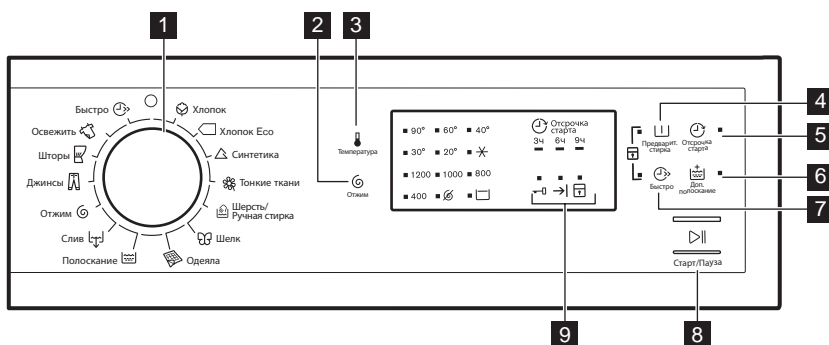 1
2
3
4
5
6
7
8
9
Быстро
Освежить
Шторы
Джинсы
Отжим
Слив
Полоскание
Хлопок
Хлопок Eco
Синтетика
Тонкие ткани
Шерсть/
Ручная стирка
Шелк
Одеяла
Температура
Отжим
90° 60° 40°
30° 20°
1200 1000 800
400
Отсрочка
старта
3ч 6ч 9ч
Предварит.
стирка
Отсрочка
старта
Быстро
Доп.
полоскание
Старт/Пауза